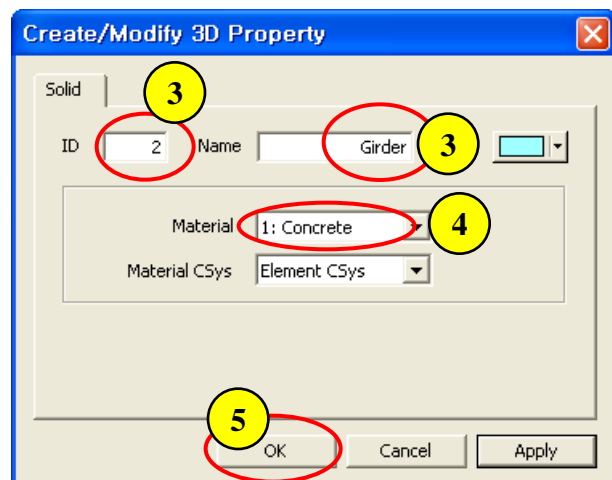 Create/Modify 3D Property
Solid
3
ID 2 Name Girder 3
Material 1: Concrete 4
Material CSys Element CSys
5
OK Cancel Apply